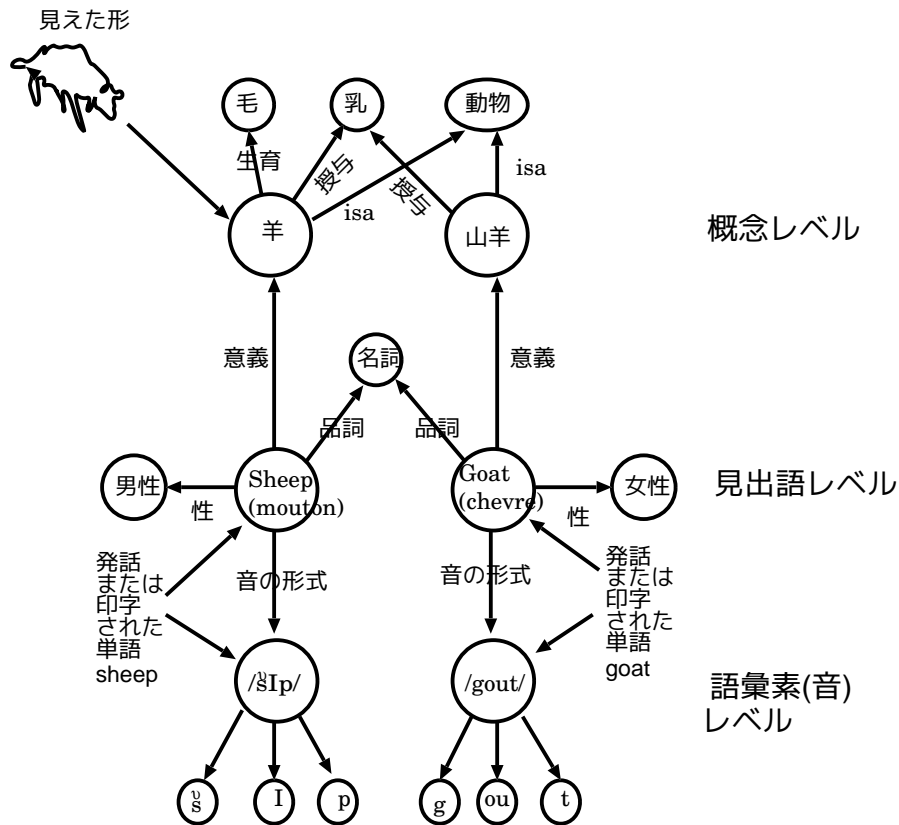 見えた形
毛
乳
動物
生育
授与
授与
isa
isa
羊
山羊
概念レベル
意義
名詞
意義
品詞
品詞
男性
性
Sheep
(mouton)
Goat
(chevre)
性
女性
見出語レベル
発話
または
印字
された
単語
sheep
音の形式
音の形式
発話
または
印字
された
単語
goat
/š̌Ip/
/gout/
語彙素(音)
レベル
š
I
p
g
ou
t